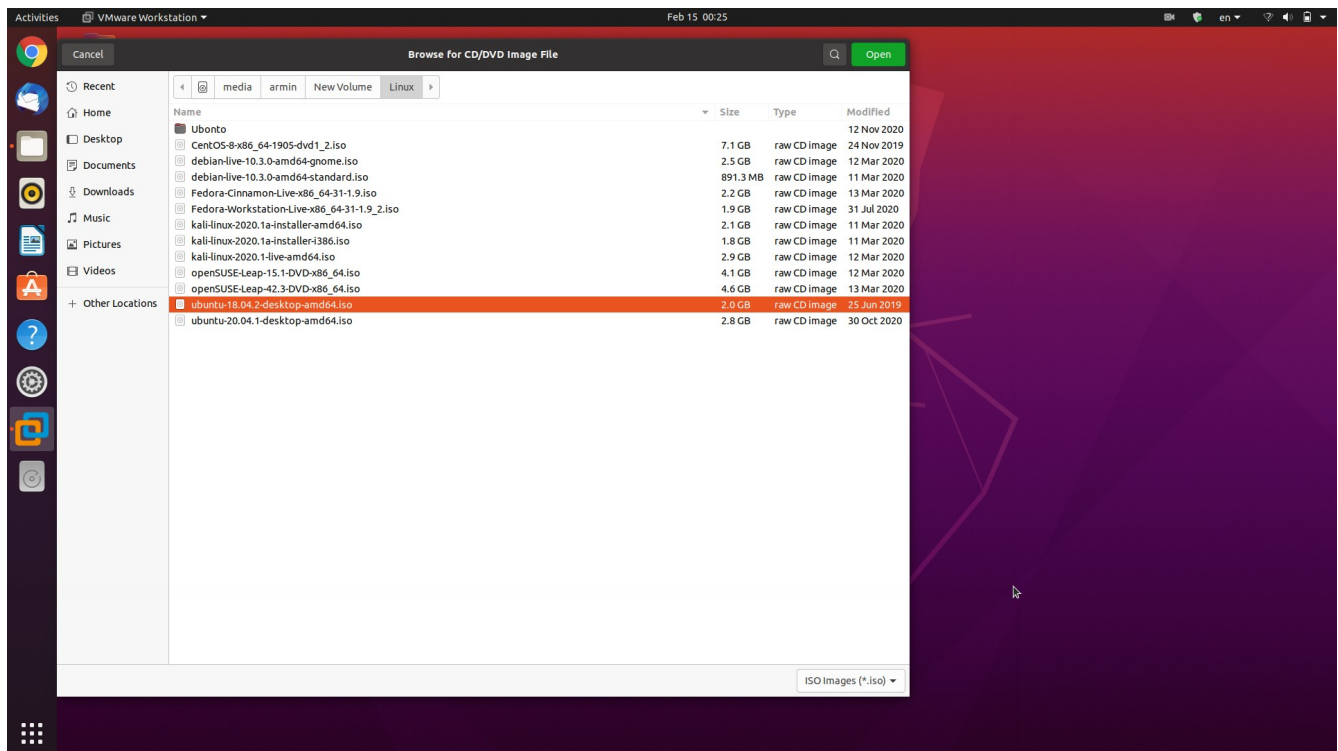 Activities VMware Workstation Feb 15 00:25 en
Cancel Browse for CD/DVD Image File Open
Recent
Home
Desktop
Documents
Downloads
Music
Pictures
Videos
+ Other Locations
media armin New Volume Linux
Name Size Type Modified
Ubonto 12 Nov 2020
CentOS-8-x86_64-1905-dvd1_2.iso 7.1 GB raw CD image 24 Nov 2019
debian-live-10.3.0-amd64-gnome.iso 2.5 GB raw CD image 12 Mar 2020
debian-live-10.3.0-amd64-standard.iso 891.3 MB raw CD image 11 Mar 2020
Fedora-Cinnamon-Live-x86_64-31-1.9.iso 2.2 GB raw CD image 13 Mar 2020
Fedora-Workstation-Live-x86_64-31-1.9_2.iso 1.9 GB raw CD image 31 Jul 2020
kali-linux-2020.1a-installer-amd64.iso 2.1 GB raw CD image 11 Mar 2020
kali-linux-2020.1a-installer-i386.iso 1.8 GB raw CD image 11 Mar 2020
kali-linux-2020.1-live-amd64.iso 2.9 GB raw CD image 12 Mar 2020
openSUSE-Leap-15.1-DVD-x86_64.iso 4.1 GB raw CD image 12 Mar 2020
openSUSE-Leap-42.3-DVD-x86_64.iso 4.6 GB raw CD image 13 Mar 2020
ubuntu-18.04.2-desktop-amd64.iso 2.0 GB raw CD image 25 Jun 2019
ubuntu-20.04.1-desktop-amd64.iso 2.8 GB raw CD image 30 Oct 2020
ISO Images (*.iso)